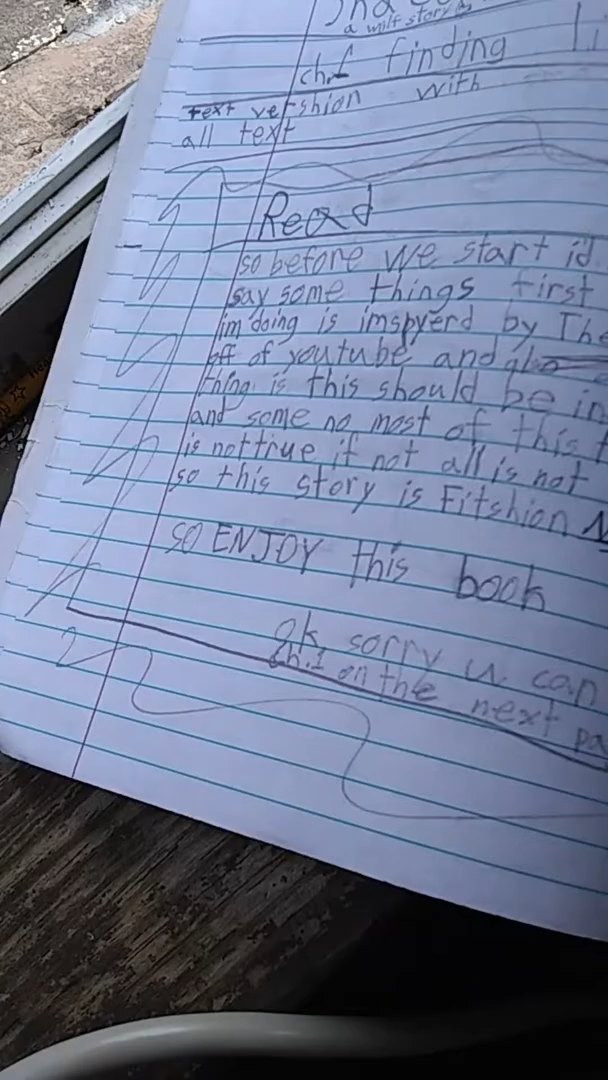 a wilf story
ch.1 finding
text vershion with
all text
Read
so before we start id
say some things first
im doing is imspyerd by The
off of youtube and
thing is this should be in
and some no most of this
is not true if not all is not
so this story is Fitshion
so ENJOY this book
ok sorry u can
ch.1 on the next pa